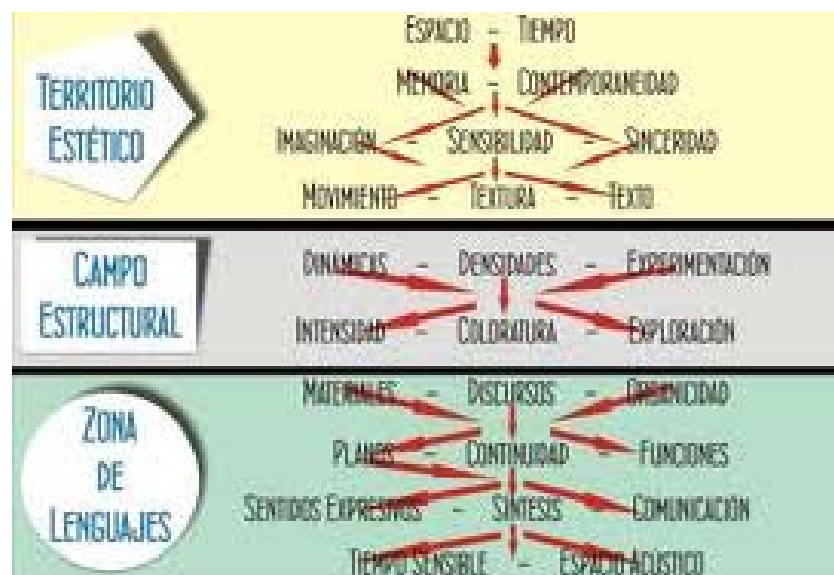 TERRITORIO
ESTÉTICO
ESPACIO – TIEMPO
MEMORIA – CONTEMPORANEIDAD
IMAGINACIÓN – SENSIBILIDAD – SINCERIDAD
MOVIMIENTO – TEXTURA – TEXTO
CAMPO
ESTRUCTURAL
DINÁMICAS – DENSIDADES – EXPERIMENTACIÓN
INTENSIDAD – COLORATURA – EXPLORACIÓN
ZONA
DE
LENGUAJES
MATERIALES – DISCURSOS – ORGANICIDAD
PLANOS – CONTINUIDAD – FUNCIONES
SENTIDOS EXPRESIVOS – SÍNTESIS – COMUNICACIÓN
TIEMPO SENSIBLE – ESPACIO ACÚSTICO